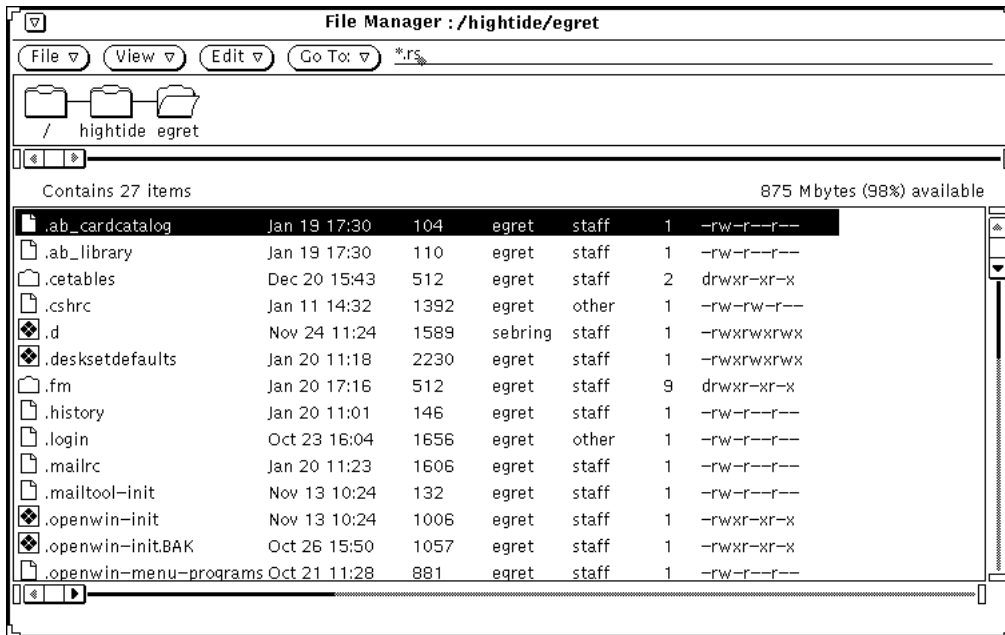 File Manager : /hightide/egret
File View Edit Go To: *.rs
/ hightide egret
Contains 27 items 875 Mbytes (98%) available
.ab_cardcatalog Jan 19 17:30 104 egret staff 1 -rw-r--r--
.ab_library Jan 19 17:30 110 egret staff 1 -rw-r--r--
.cetables Dec 20 15:43 512 egret staff 2 drwxr-xr-x
.cshrc Jan 11 14:32 1392 egret other 1 -rw-rw-r--
.d Nov 24 11:24 1589 sebring staff 1 -rwxrwxrwx
.desksetdefaults Jan 20 11:18 2230 egret staff 1 -rwxrwxrwx
.fm Jan 20 17:16 512 egret staff 9 drwxr-xr-x
.history Jan 20 11:01 146 egret staff 1 -rw-r--r--
.login Oct 23 16:04 1656 egret other 1 -rw-r--r--
.mailrc Jan 20 11:23 1606 egret staff 1 -rw-r--r--
.mailtool-init Nov 13 10:24 132 egret staff 1 -rw-r--r--
.openwin-init Nov 13 10:24 1006 egret staff 1 -rwxr-xr-x
.openwin-init.BAK Oct 26 15:50 1057 egret staff 1 -rwxr-xr-x
.openwin-menu-programs Oct 21 11:28 881 egret staff 1 -rw-r--r--